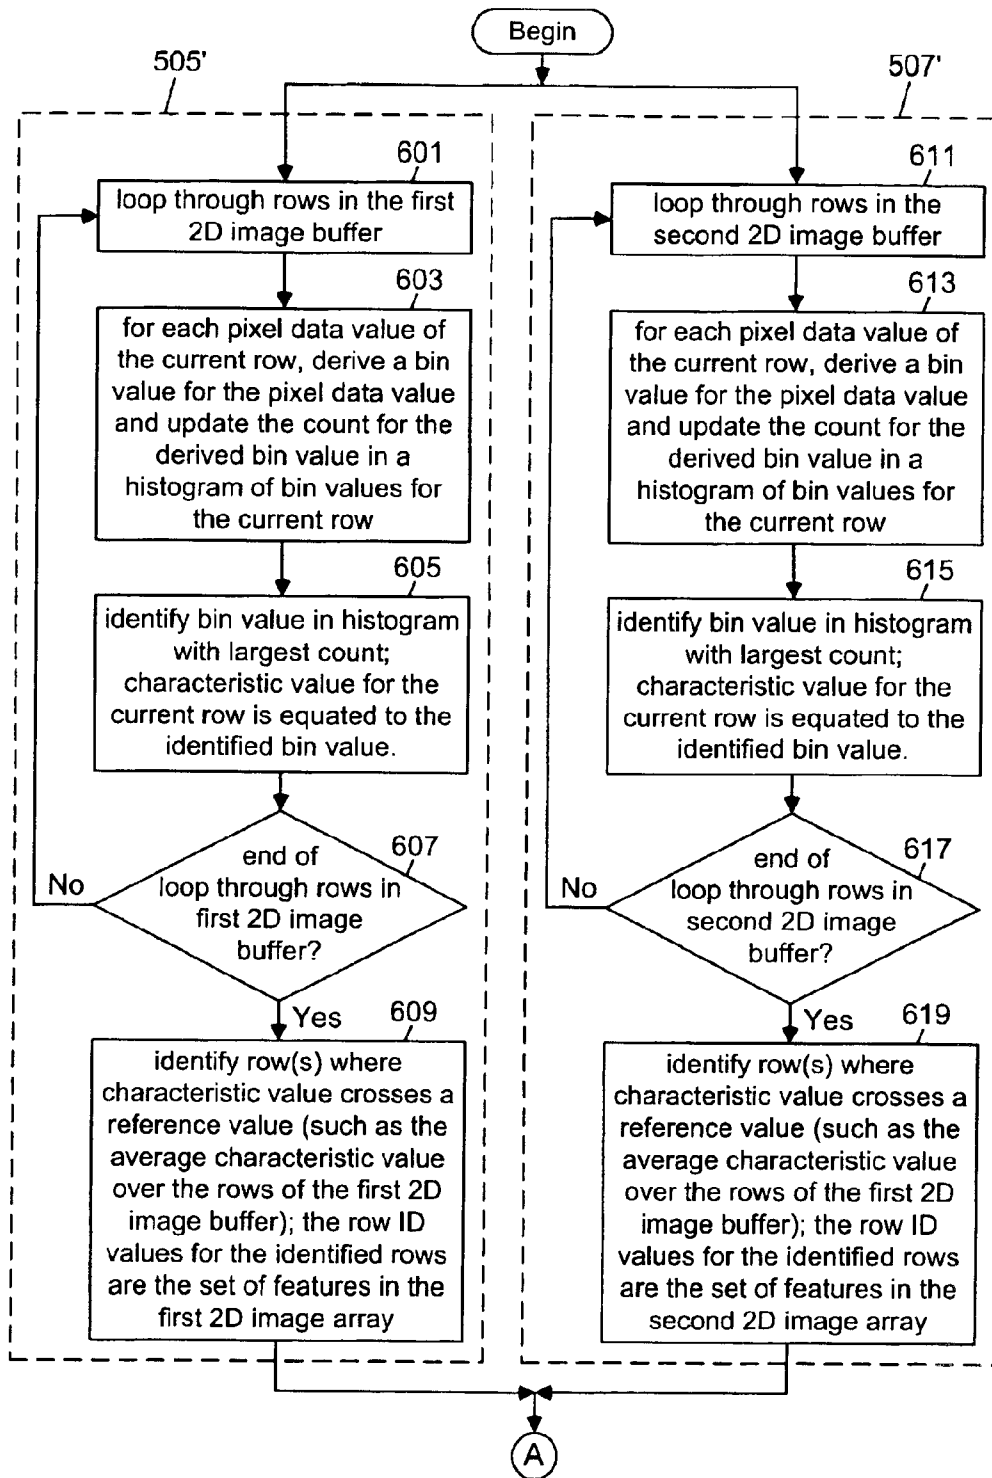 Begin
505'
507'
601
loop through rows in the first
2D image buffer
603
for each pixel data value of
the current row, derive a bin
value for the pixel data value
and update the count for the
derived bin value in a
histogram of bin values for
the current row
605
identify bin value in histogram
with largest count;
characteristic value for the
current row is equated to the
identified bin value.
607
end of
loop through rows in
first 2D image
buffer?
No
Yes
609
identify row(s) where
characteristic value crosses a
reference value (such as the
average characteristic value
over the rows of the first 2D
image buffer); the row ID
values for the identified rows
are the set of features in the
first 2D image array
611
loop through rows in the
second 2D image buffer
613
for each pixel data value of
the current row, derive a bin
value for the pixel data value
and update the count for the
derived bin value in a
histogram of bin values for
the current row
615
identify bin value in histogram
with largest count;
characteristic value for the
current row is equated to the
identified bin value.
617
end of
loop through rows in
second 2D image
buffer?
No
Yes
619
identify row(s) where
characteristic value crosses a
reference value (such as the
average characteristic value
over the rows of the first 2D
image buffer); the row ID
values for the identified rows
are the set of features in the
second 2D image array
A